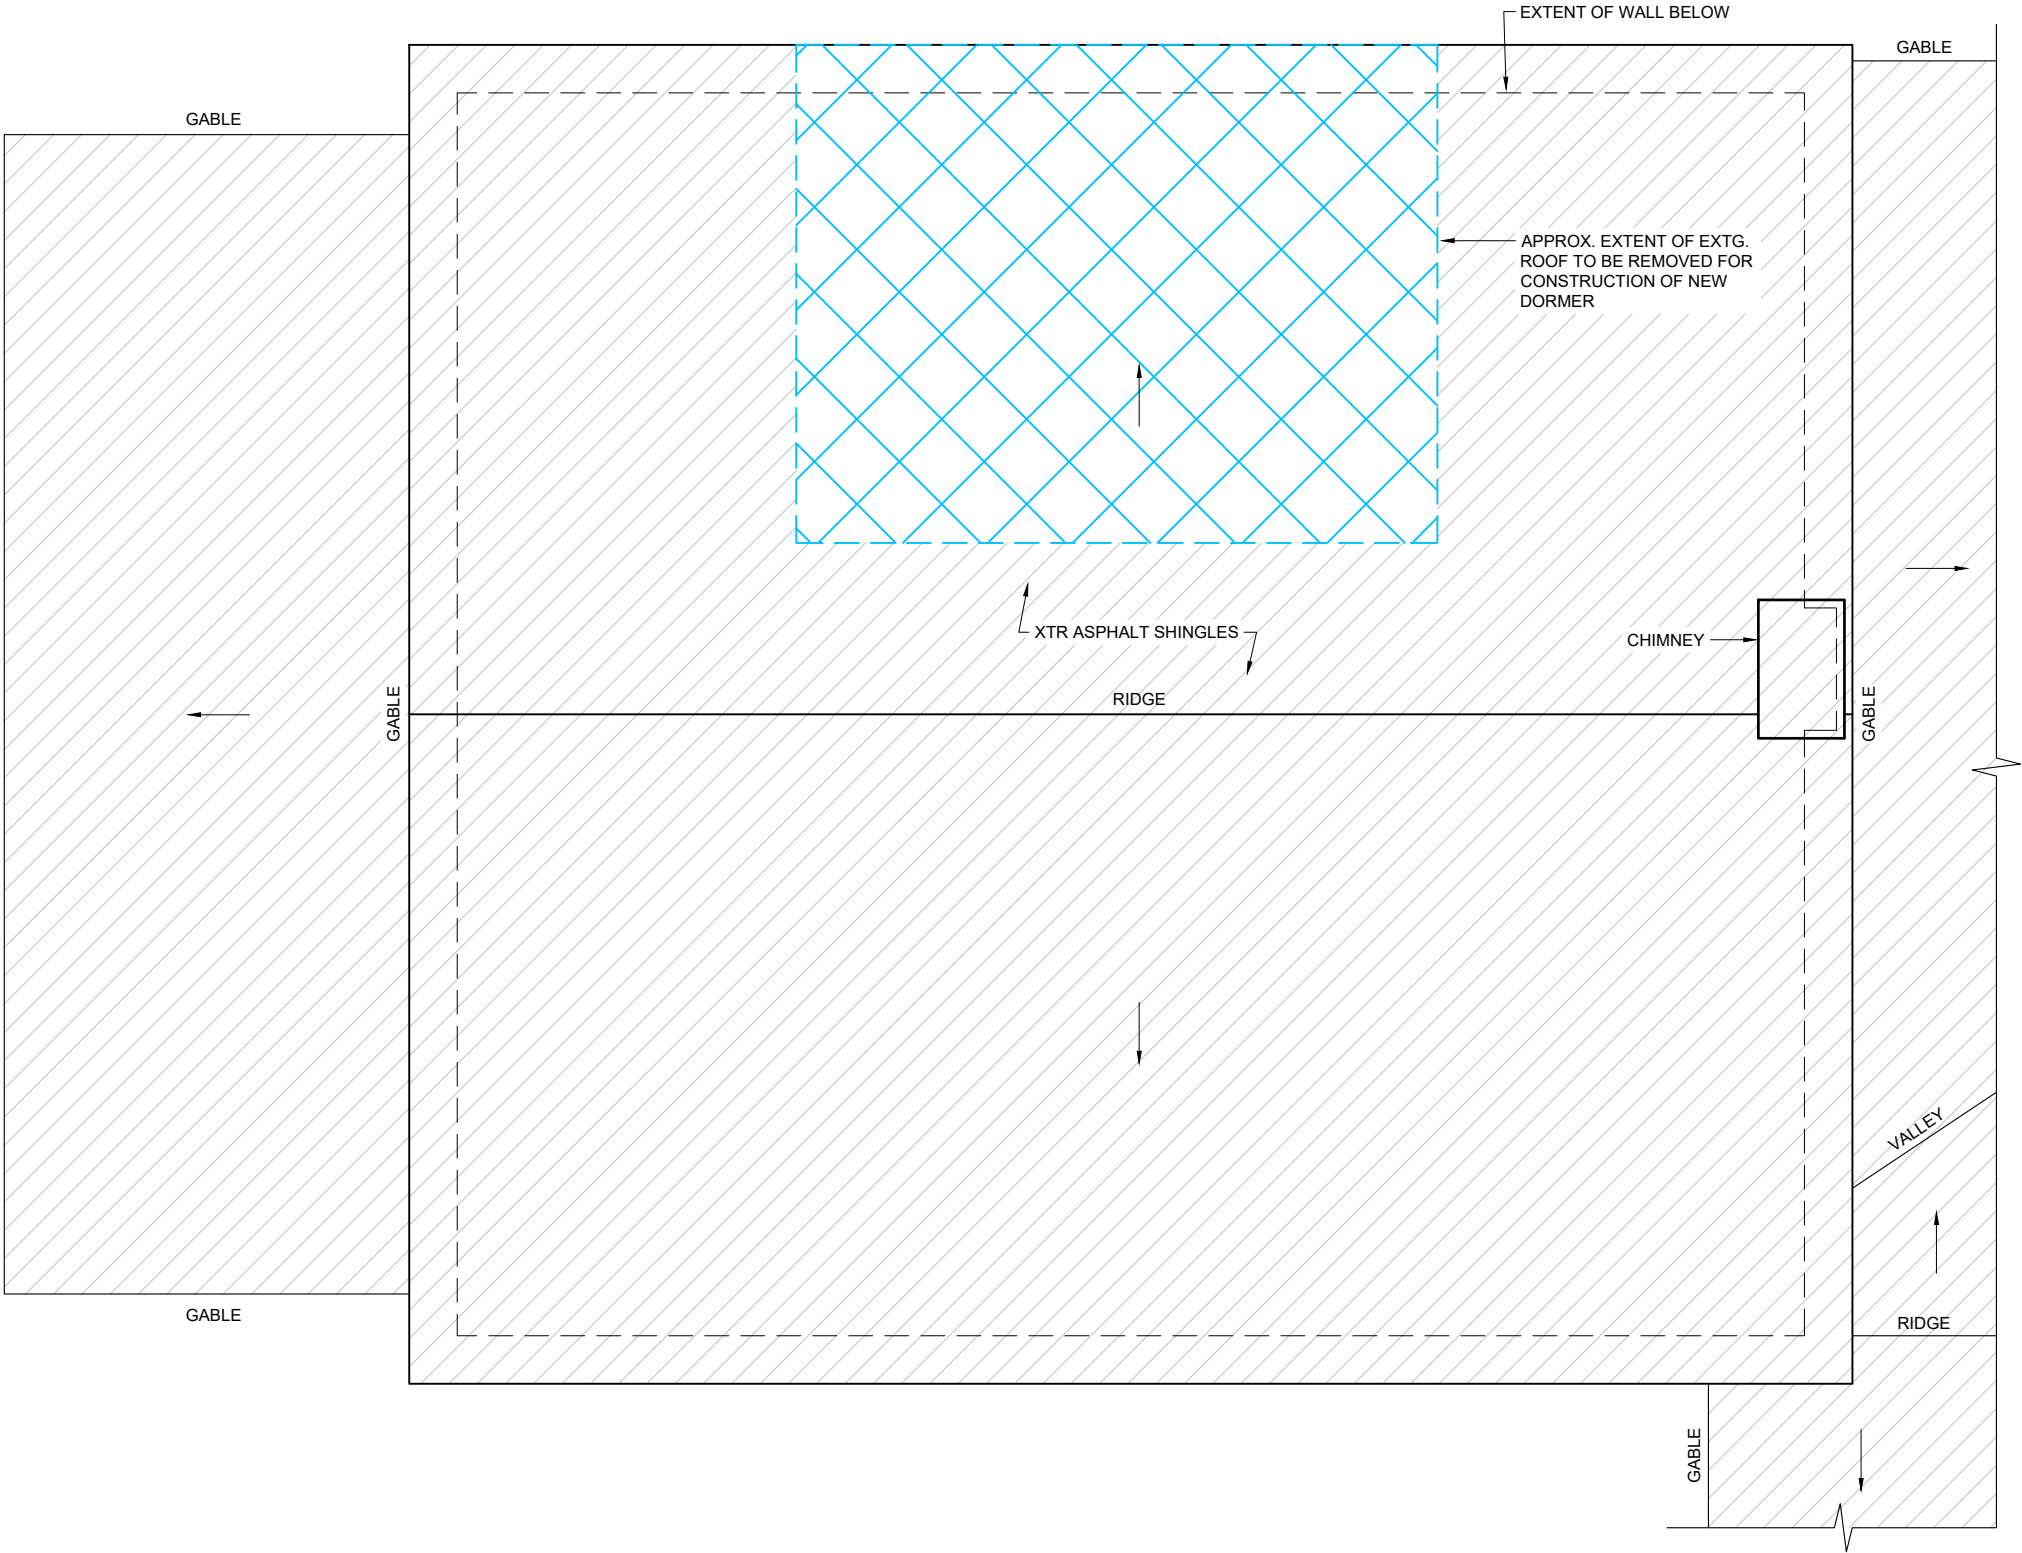 EXTENT OF WALL BELOW
GABLE
GABLE
APPROX. EXTENT OF EXTG.
ROOF TO BE REMOVED FOR
CONSTRUCTION OF NEW
DORMER
XTR ASPHALT SHINGLES
CHIMNEY
GABLE
RIDGE
GABLE
VALLEY
GABLE
RIDGE
GABLE